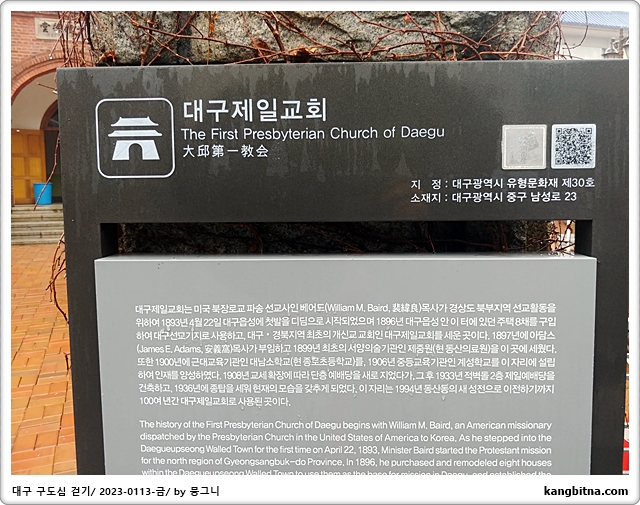 대구제일교회
The First Presbyterian Church of Daegu
大邱第一教会
지 정 : 대구광역시 유형문화재 제30호
소재지 : 대구광역시 중구 남성로 23
대구제일교회는 미국 북장로교 파송 선교사인 베어드(William M. Baird, 裴緯良)목사가 경상도 북부지역 선교활동을
위하여 1893년 4월 22일 대구읍성에 첫발을 디딤으로 시작되었으며 1896년 대구읍성 안 이 터에 있던 주택 8채를 구입
하여 대구선교기지로 사용하고, 대구·경북지역 최초의 개신교 교회인 대구제일교회를 세운 곳이다. 1897년에 아담스
(James E. Adams, 安義窩)목사가 부임하고 1899년 최초의 서양의술기관인 제중원(현 동산의료원)을 이 곳에 세웠다.
또한 1900년에 근대교육기관인 대남소학교(현 종로초등학교)를, 1906년 중등교육기관인 계성학교를 이 자리에 설립
하여 인재를 양성하였다. 1908년 교세 확장에 따라 단층 예배당을 새로 지었다가, 그 후 1933년 적벽돌 2층 제일예배당을
건축하고, 1936년에 종탑을 세워 현재의 모습을 갖추게 되었다. 이 자리는 1994년 동산동의 새 성전으로 이전하기까지
100여 년간 대구제일교회로 사용된 곳이다.
The history of the First Presbyterian Church of Daegu begins with William M. Baird, an American missionary
dispatched by the Presbyterian Church in the United States of America to Korea. As he stepped into the
Daegueupseong Walled Town for the first time on April 22, 1893, Minister Baird started the Protestant mission
for the north region of Gyeongsangbuk-do Province. In 1896, he purchased and remodeled eight houses
within the Daegueupseong Walled Town to use them as the base for mission in Daegu, and established the
대구 구도심 걷기/ 2023-0113-금/ by 몽그니
kangbitna.com